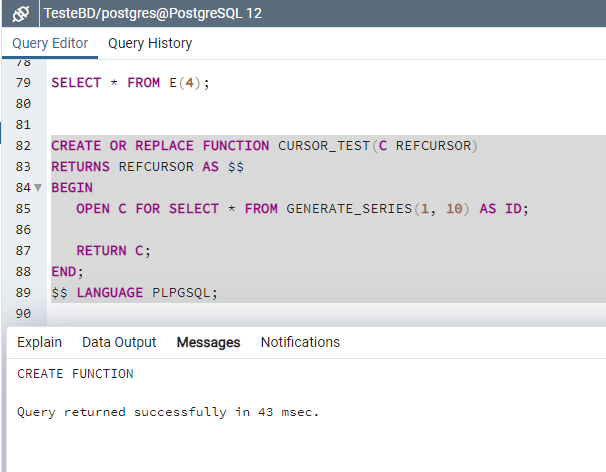 TesteBD/postgres@PostgreSQL 12
Query Editor Query History
78
79 SELECT * FROM E(4);
80
81
82 CREATE OR REPLACE FUNCTION CURSOR_TEST(C REFCURSOR)
83 RETURNS REFCURSOR AS $$
84 BEGIN
85 OPEN C FOR SELECT * FROM GENERATE_SERIES(1, 10) AS ID;
86
87 RETURN C;
88 END;
89 $$ LANGUAGE PLPGSQL;
90
Explain Data Output Messages Notifications
CREATE FUNCTION
Query returned successfully in 43 msec.